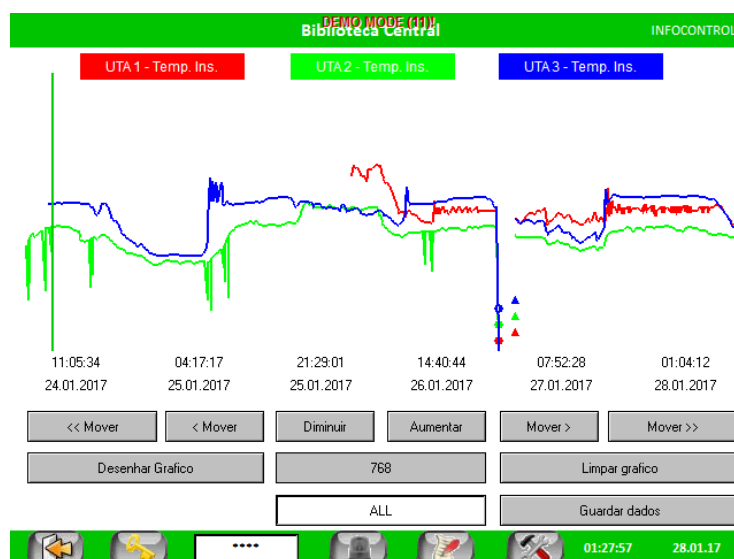 DEMO MODE (11)!
Biblioteca Central
INFOCONTROL
UTA 1 - Temp. Ins. UTA 2 - Temp. Ins. UTA 3 - Temp. Ins.
11:05:34 04:17:17 21:29:01 14:40:44 07:52:28 01:04:12
24.01.2017 25.01.2017 25.01.2017 26.01.2017 27.01.2017 28.01.2017
<< Mover < Mover Diminuir Aumentar Mover > Mover >>
Desenhar Grafico 768 Limpar grafico
ALL Guardar dados
**** 01:27:57 28.01.17